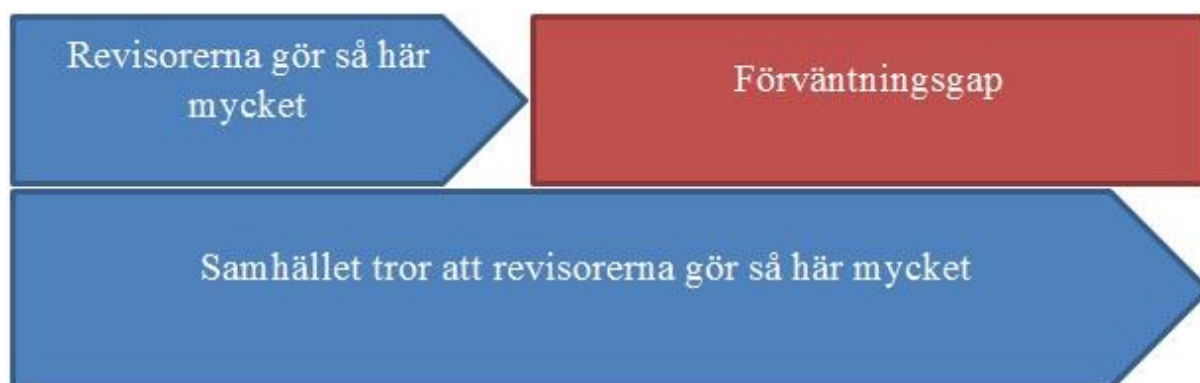 Revisorerna gör så här
mycket
Förväntningsgap
Samhället tror att revisorerna gör så här mycket